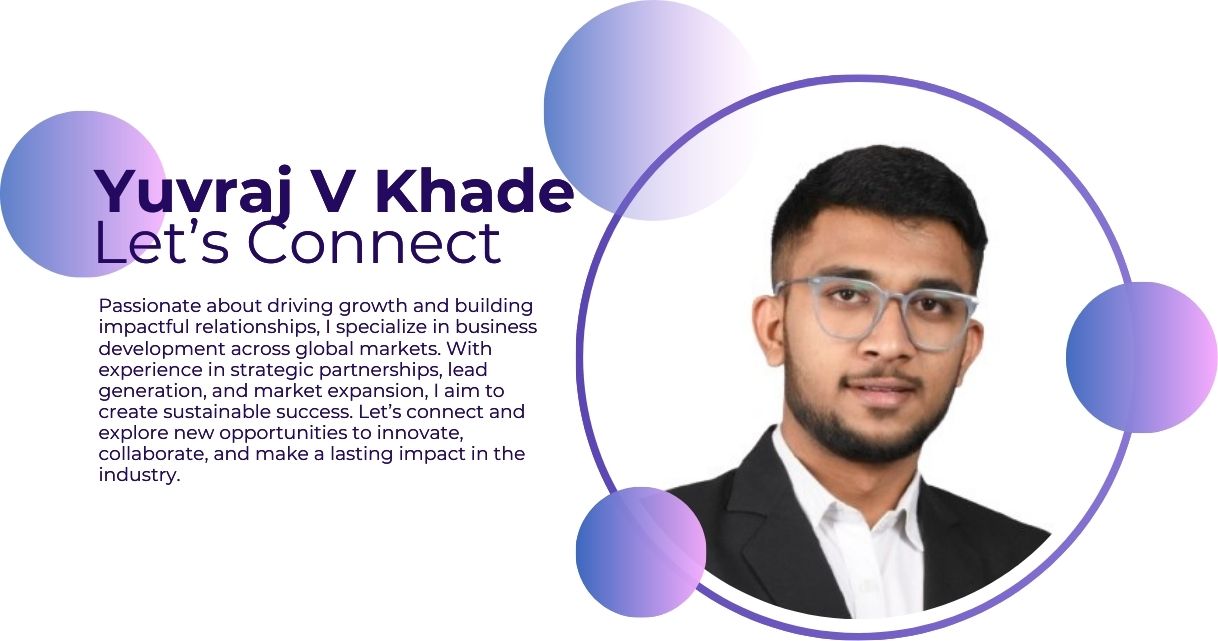 Yuvraj V Khade
Let’s Connect
Passionate about driving growth and building
impactful relationships, I specialize in business
development across global markets. With
experience in strategic partnerships, lead
generation, and market expansion, I aim to
create sustainable success. Let’s connect and
explore new opportunities to innovate,
collaborate, and make a lasting impact in the
industry.